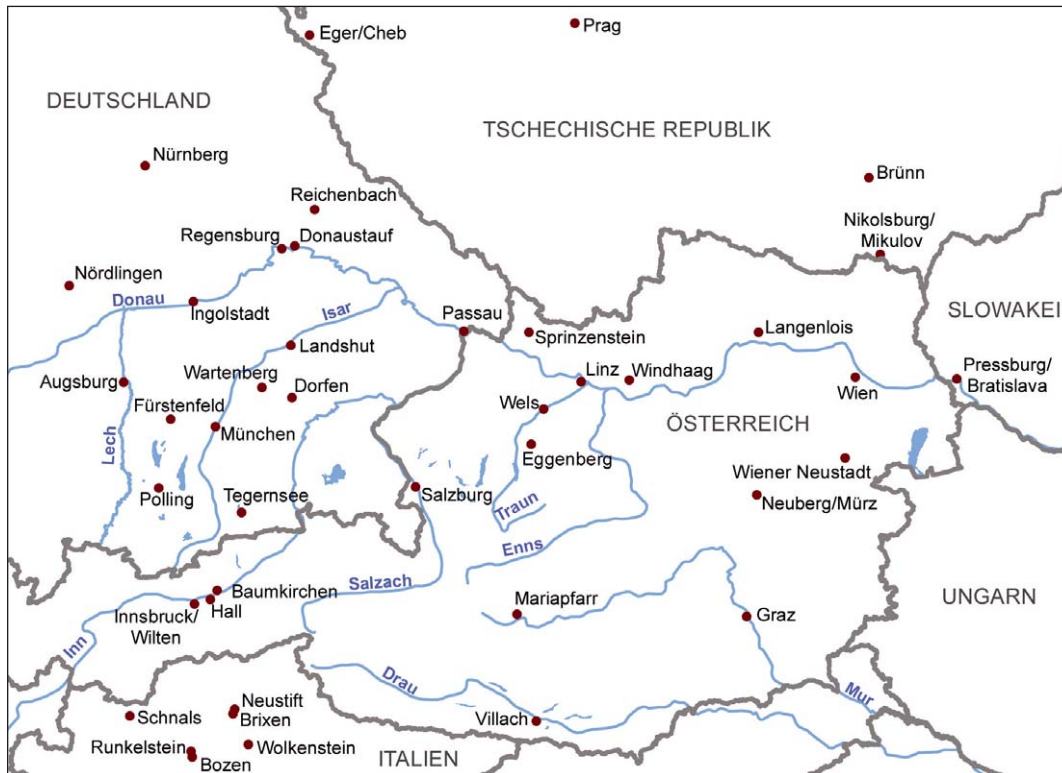 Eger/Cheb
Prag
DEUTSCHLAND
TSCHECHISCHE REPUBLIK
Nürnberg
Brünn
Reichenbach
Nikolsburg/
Mikulov
Regensburg
Donaustauf
Nördlingen
Donau
Ingolstadt
Isar
Passau
SLOWAKEI
Sprinzenstein
Langenlois
Landshut
Augsburg
Wartenberg
Dorfen
Linz
Windhaag
Wien
Pressburg/
Bratislava
Fürstenfeld
München
Wels
ÖSTERREICH
Lech
Eggenberg
Wiener Neustadt
Polling
Tegernsee
Salzburg
Traun
Neuberg/Mürz
Enns
Salzach
Baumkirchen
Hall
Innsbruck/
Wilten
Mariapfarr
Graz
UNGARN
Inn
Drau
Mur
Schnals
Neustift
Brixen
Villach
Runkelstein
Wolkenstein
Bozen
ITALIEN